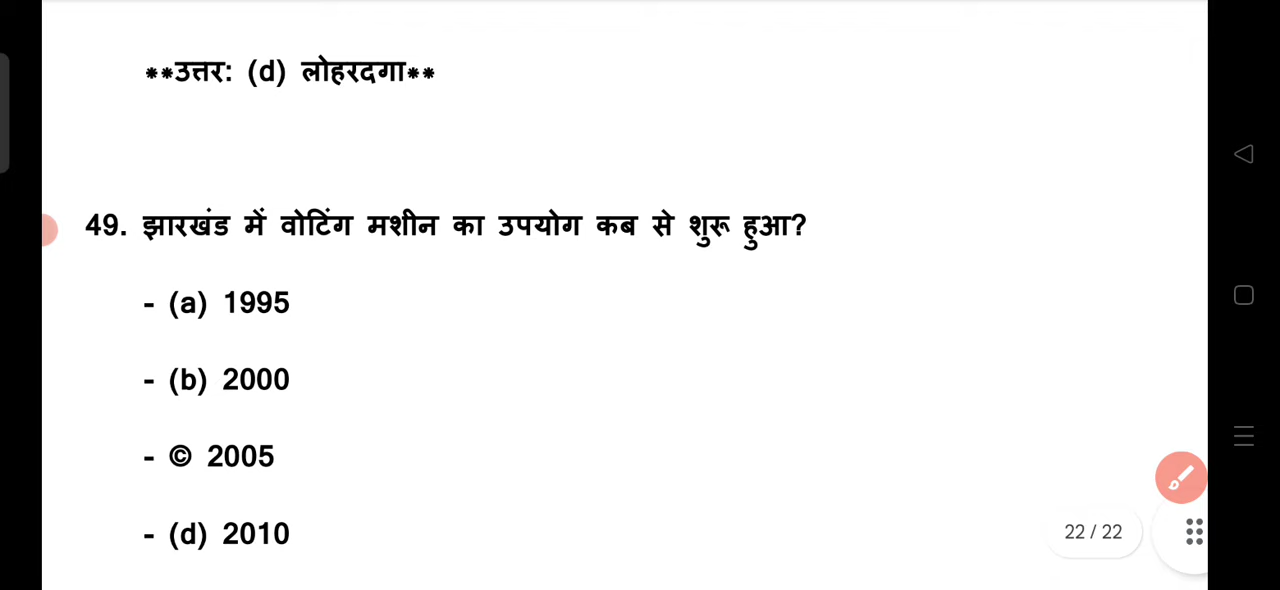 **उत्तर: (d) लोहरदगा**
49. झारखंड में वोटिंग मशीन का उपयोग कब से शुरू हुआ?
- (a) 1995
- (b) 2000
- © 2005
- (d) 2010
22 / 22